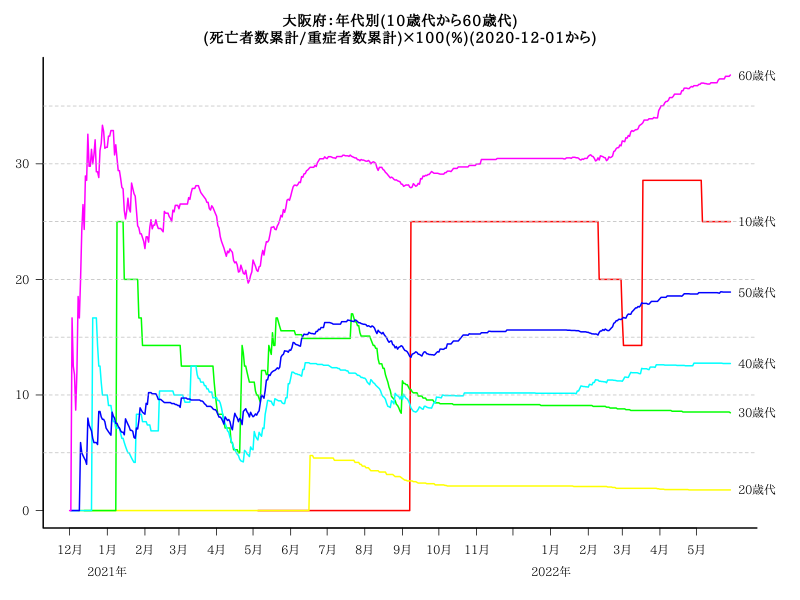 大阪府：年代別(10歳代から60歳代)
(死亡者数累計/重症者数累計)×100(%)(2020-12-01から)
60歳代
30
10歳代
20
50歳代
40歳代
10
30歳代
20歳代
0
12月 1月 2月 3月 4月 5月 6月 7月 8月 9月 10月 11月 1月 2月 3月 4月 5月
2021年 2022年